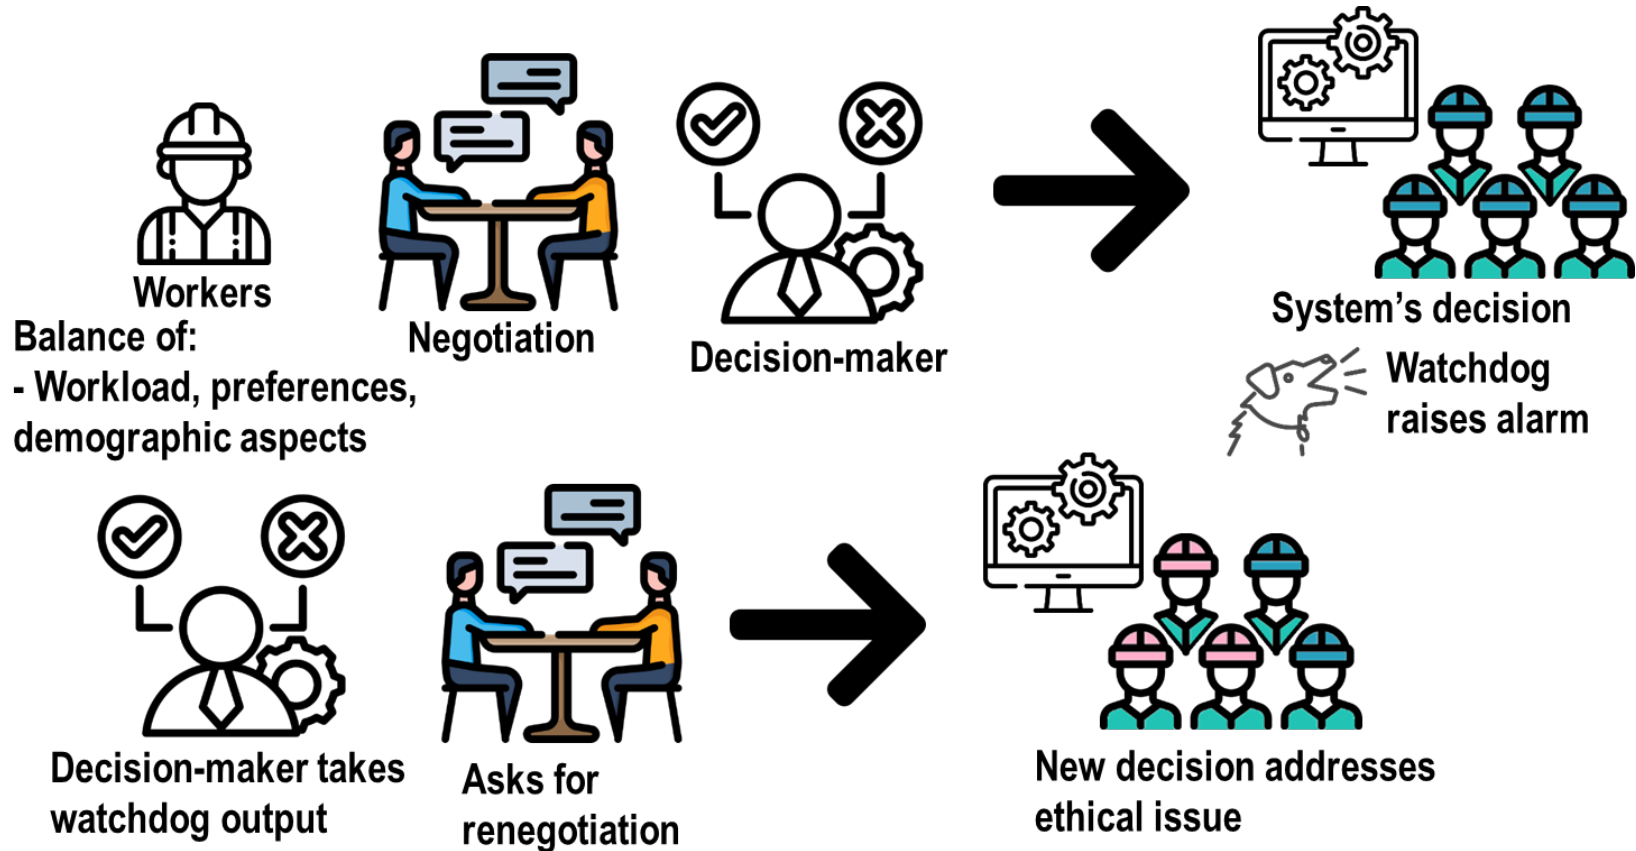 Workers
Balance of:
- Workload, preferences,
demographic aspects
Negotiation
Decision-maker
System's decision
Watchdog
raises alarm
Decision-maker takes
watchdog output
Asks for
renegotiation
New decision addresses
ethical issue